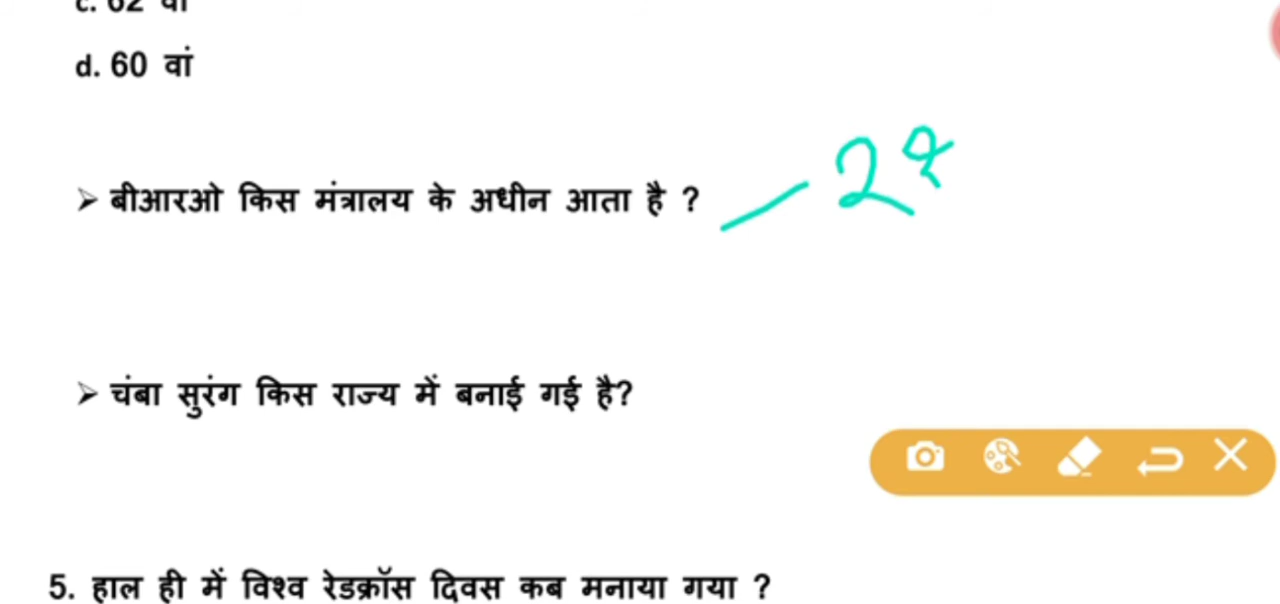 d. 60 वां
➢ बीआरओ किस मंत्रालय के अधीन आता है ?
➢ चंबा सुरंग किस राज्य में बनाई गई है?
5. हाल ही में विश्व रेडक्रॉस दिवस कब मनाया गया ?